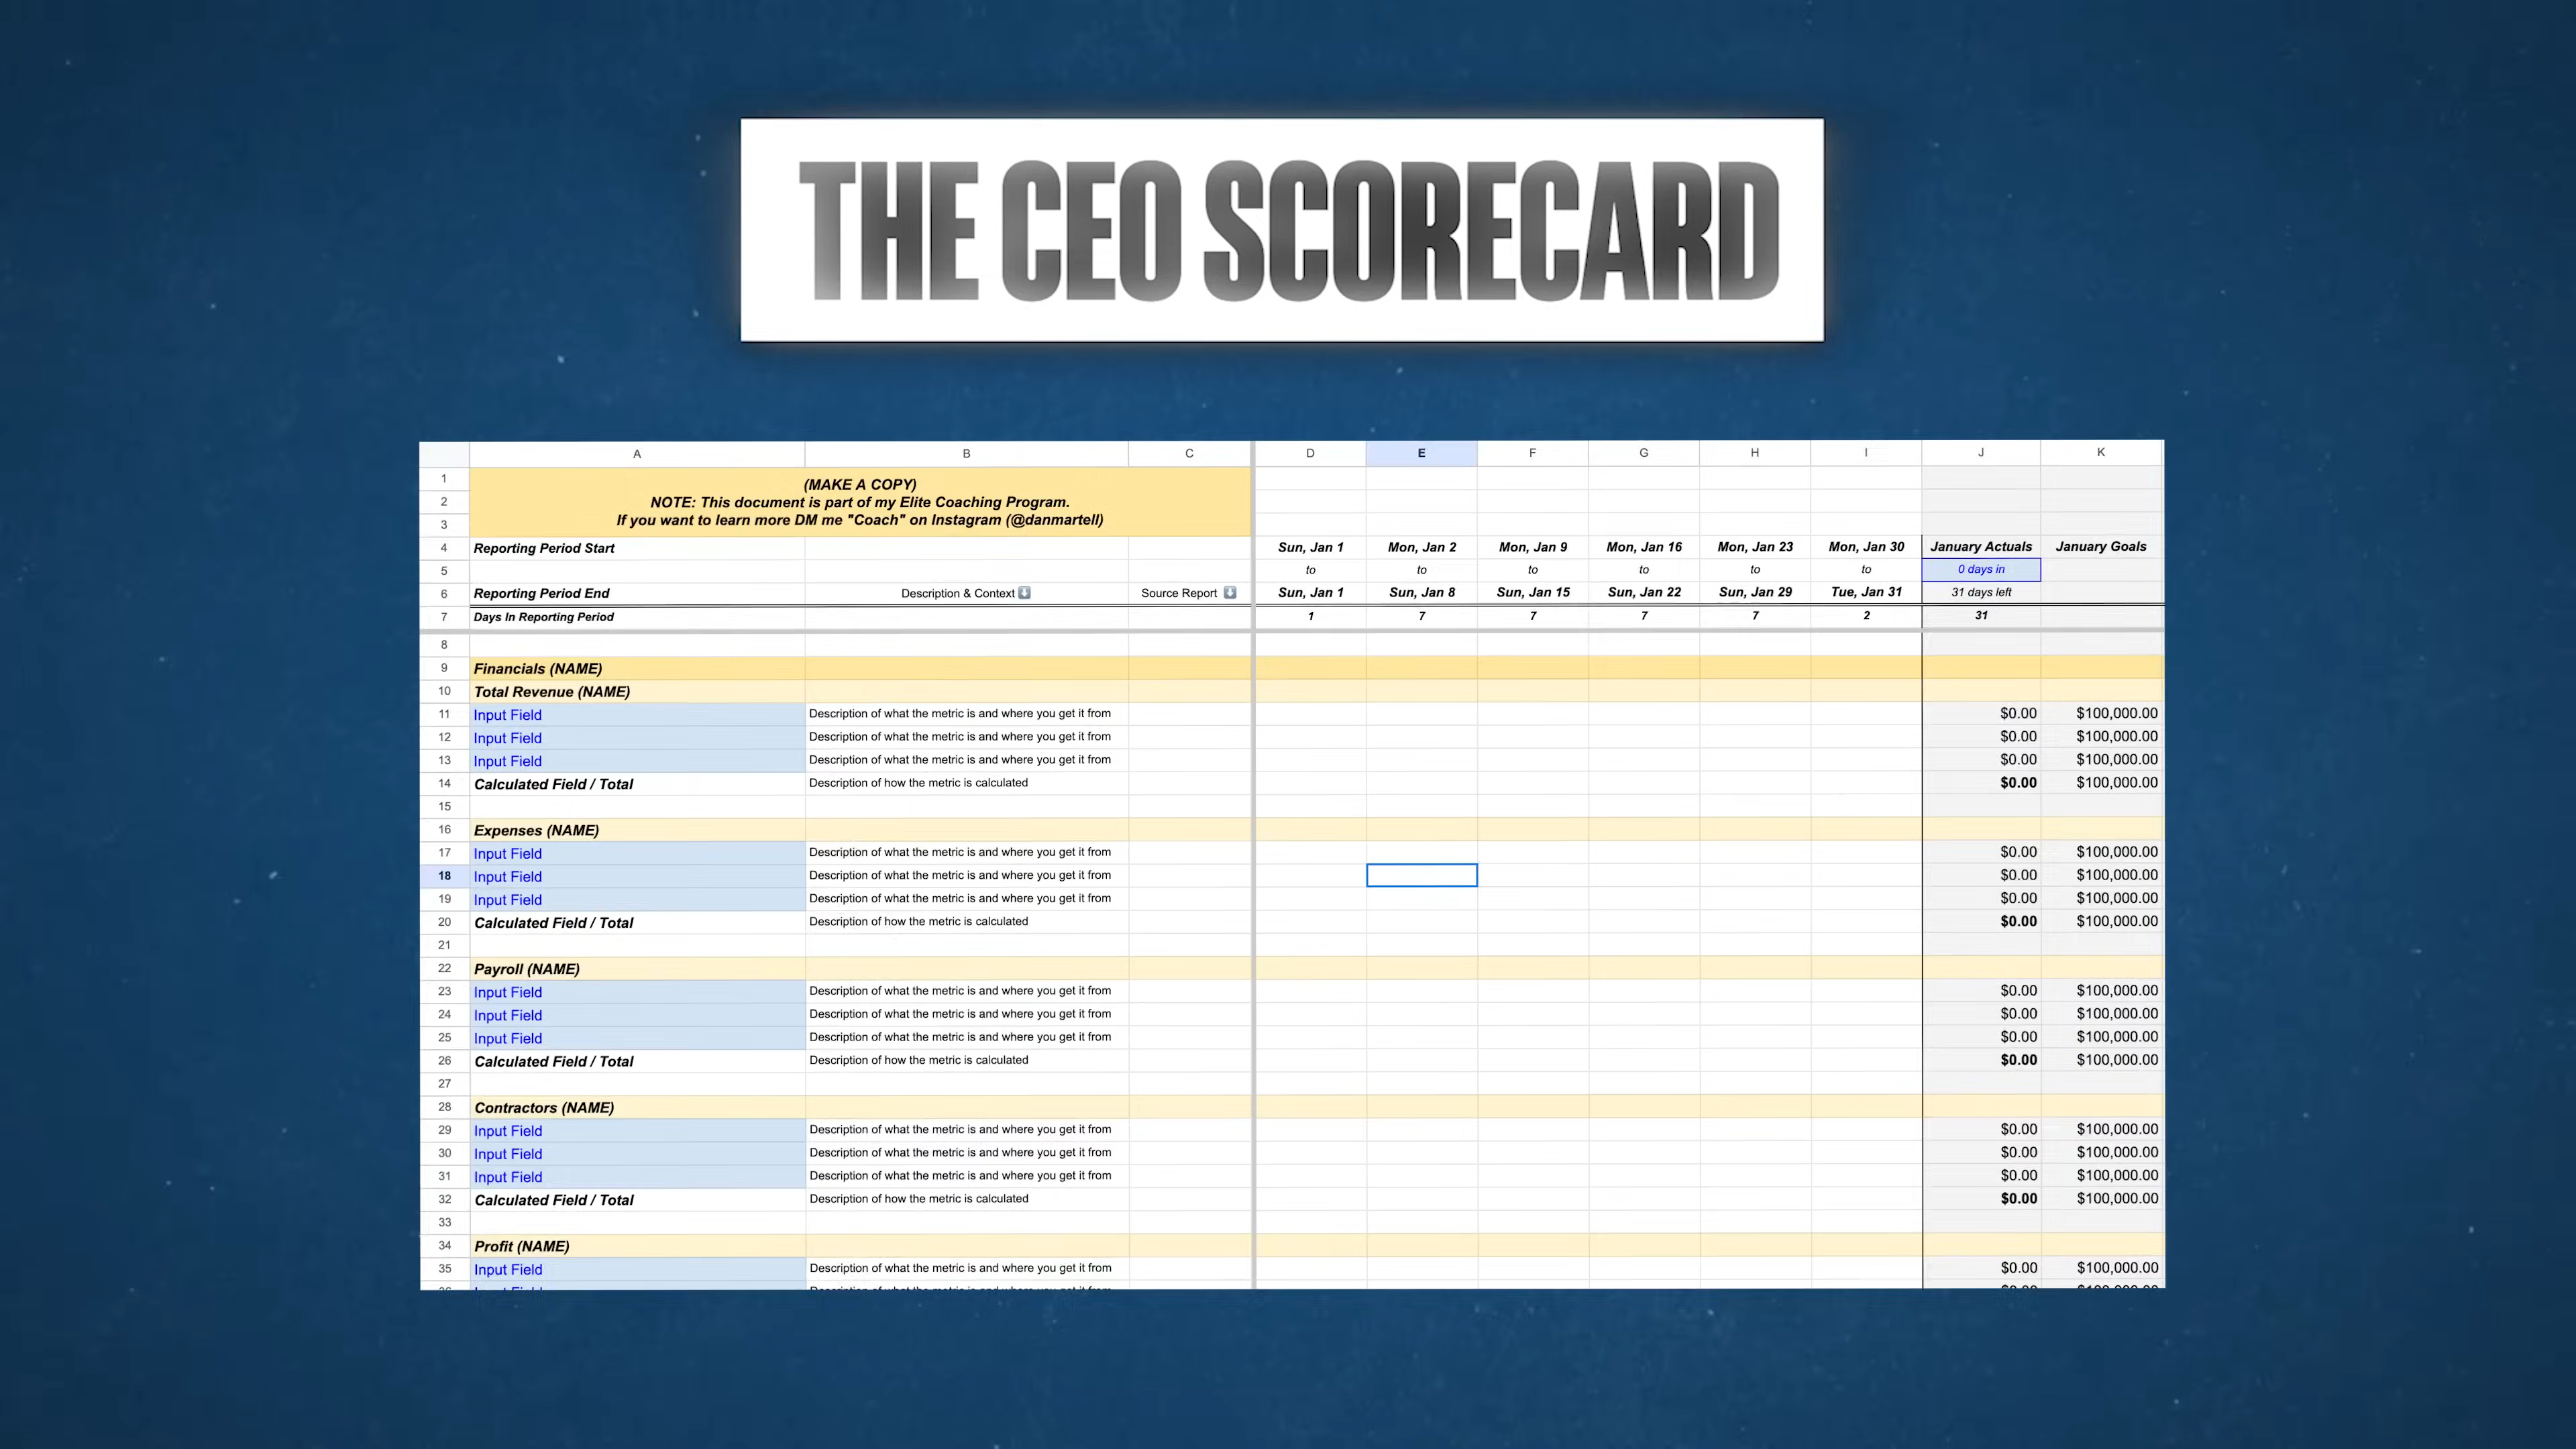 THE CEO SCORECARD
A B C D E F G H I J K
1 (MAKE A COPY)
2 NOTE: This document is part of my Elite Coaching Program.
3 If you want to learn more DM me "Coach" on Instagram (@danmartell)
4 Reporting Period Start Sun, Jan 1 Mon, Jan 2 Mon, Jan 9 Mon, Jan 16 Mon, Jan 23 Mon, Jan 30 January Actuals January Goals
5 to to to to to to 0 days in
6 Reporting Period End Description & Context ⬇️ Source Report ⬇️ Sun, Jan 1 Sun, Jan 8 Sun, Jan 15 Sun, Jan 22 Sun, Jan 29 Tue, Jan 31 31 days left
7 Days In Reporting Period 1 7 7 7 7 2 31
8
9 Financials (NAME)
10 Total Revenue (NAME)
11 Input Field Description of what the metric is and where you get it from $0.00 $100,000.00
12 Input Field Description of what the metric is and where you get it from $0.00 $100,000.00
13 Input Field Description of what the metric is and where you get it from $0.00 $100,000.00
14 Calculated Field / Total Description of how the metric is calculated $0.00 $100,000.00
15
16 Expenses (NAME)
17 Input Field Description of what the metric is and where you get it from $0.00 $100,000.00
18 Input Field Description of what the metric is and where you get it from $0.00 $100,000.00
19 Input Field Description of what the metric is and where you get it from $0.00 $100,000.00
20 Calculated Field / Total Description of how the metric is calculated $0.00 $100,000.00
21
22 Payroll (NAME)
23 Input Field Description of what the metric is and where you get it from $0.00 $100,000.00
24 Input Field Description of what the metric is and where you get it from $0.00 $100,000.00
25 Input Field Description of what the metric is and where you get it from $0.00 $100,000.00
26 Calculated Field / Total Description of how the metric is calculated $0.00 $100,000.00
27
28 Contractors (NAME)
29 Input Field Description of what the metric is and where you get it from $0.00 $100,000.00
30 Input Field Description of what the metric is and where you get it from $0.00 $100,000.00
31 Input Field Description of what the metric is and where you get it from $0.00 $100,000.00
32 Calculated Field / Total Description of how the metric is calculated $0.00 $100,000.00
33
34 Profit (NAME)
35 Input Field Description of what the metric is and where you get it from $0.00 $100,000.00